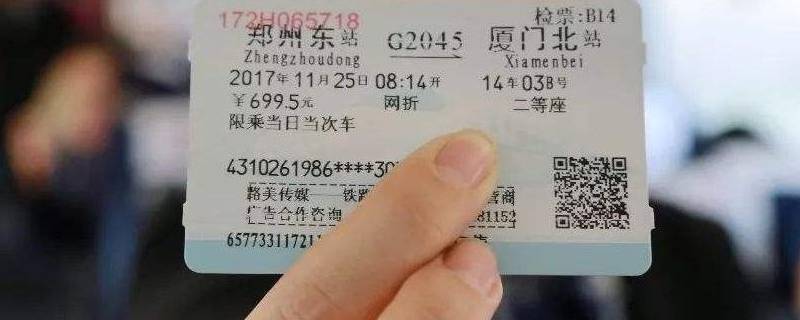 172H065718 检票:B14
郑州东站 G2045 厦门北站
Zhengzhoudong Xiamenbei
2017年11月25日08:14开 14车03B号
￥699.5元 网折 二等座
限乘当日当次车
4310261986****30
路美传媒 铁路 营商
广告合作咨询 81152
65773311721